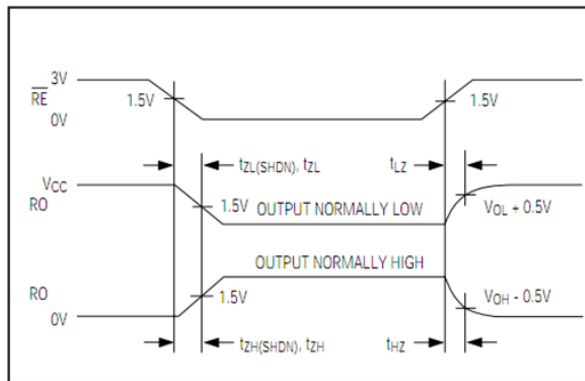 3V
RE
1.5V
1.5V
0V
tZL(SHDN), tZL
tLZ
VCC
RO
1.5V
OUTPUT NORMALLY LOW
VOL + 0.5V
OUTPUT NORMALLY HIGH
RO
1.5V
VOH - 0.5V
0V
tZH(SHDN), tZH
tHZ